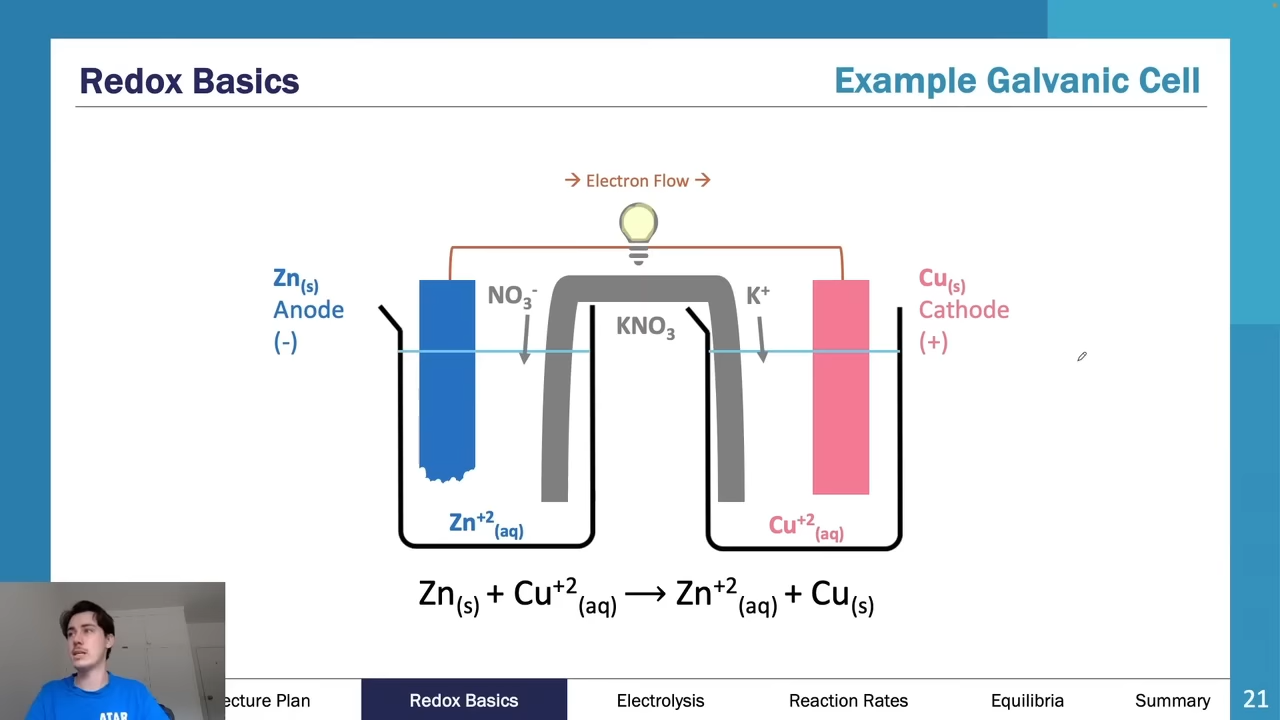 Redox Basics
Example Galvanic Cell
→ Electron Flow →
Zn(s)
Anode
(-)
NO₃⁻
KNO₃
K⁺
Cu(s)
Cathode
(+)
Zn⁺²(aq)
Cu⁺²(aq)
Zn(s) + Cu⁺²(aq) ⟶ Zn⁺²(aq) + Cu(s)
ATAR
ecture Plan
Redox Basics
Electrolysis
Reaction Rates
Equilibria
Summary
21